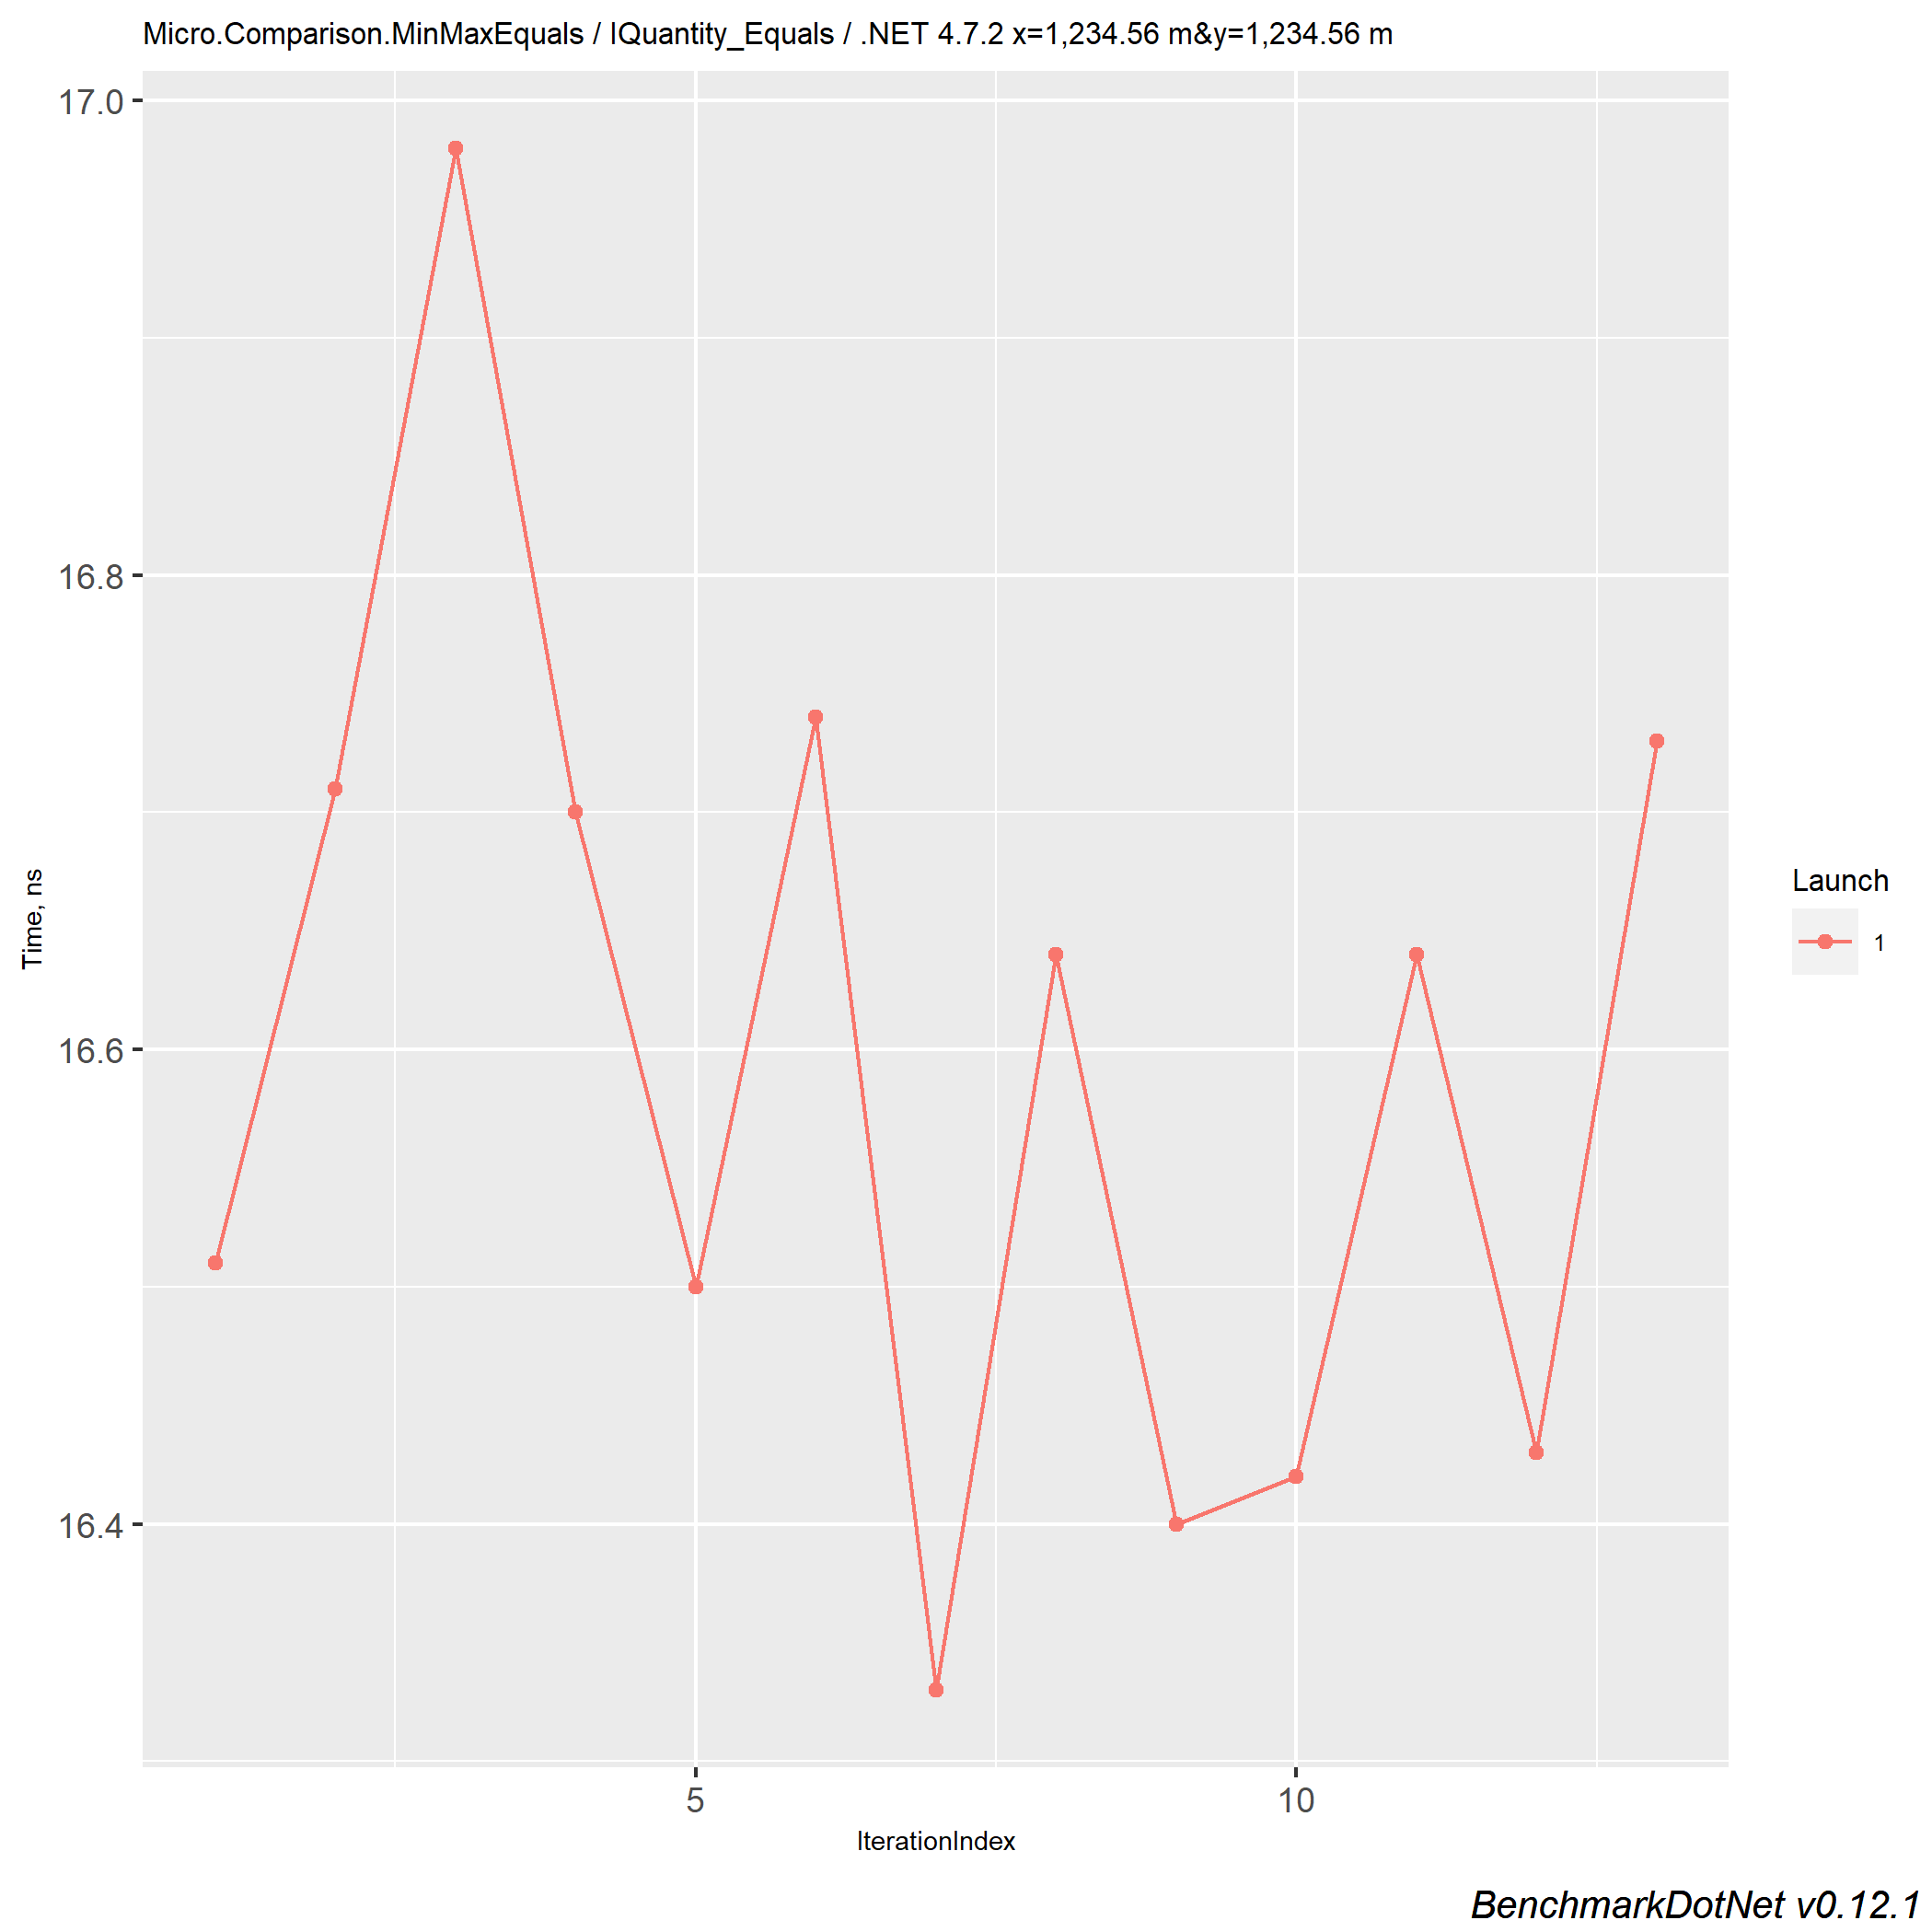 Micro.Comparison.MinMaxEquals / IQuantity_Equals / .NET 4.7.2 x=1,234.56 m&y=1,234.56 m
17.0
16.8
16.6
16.4
Time, ns
5
10
IterationIndex
Launch
1
BenchmarkDotNet v0.12.1